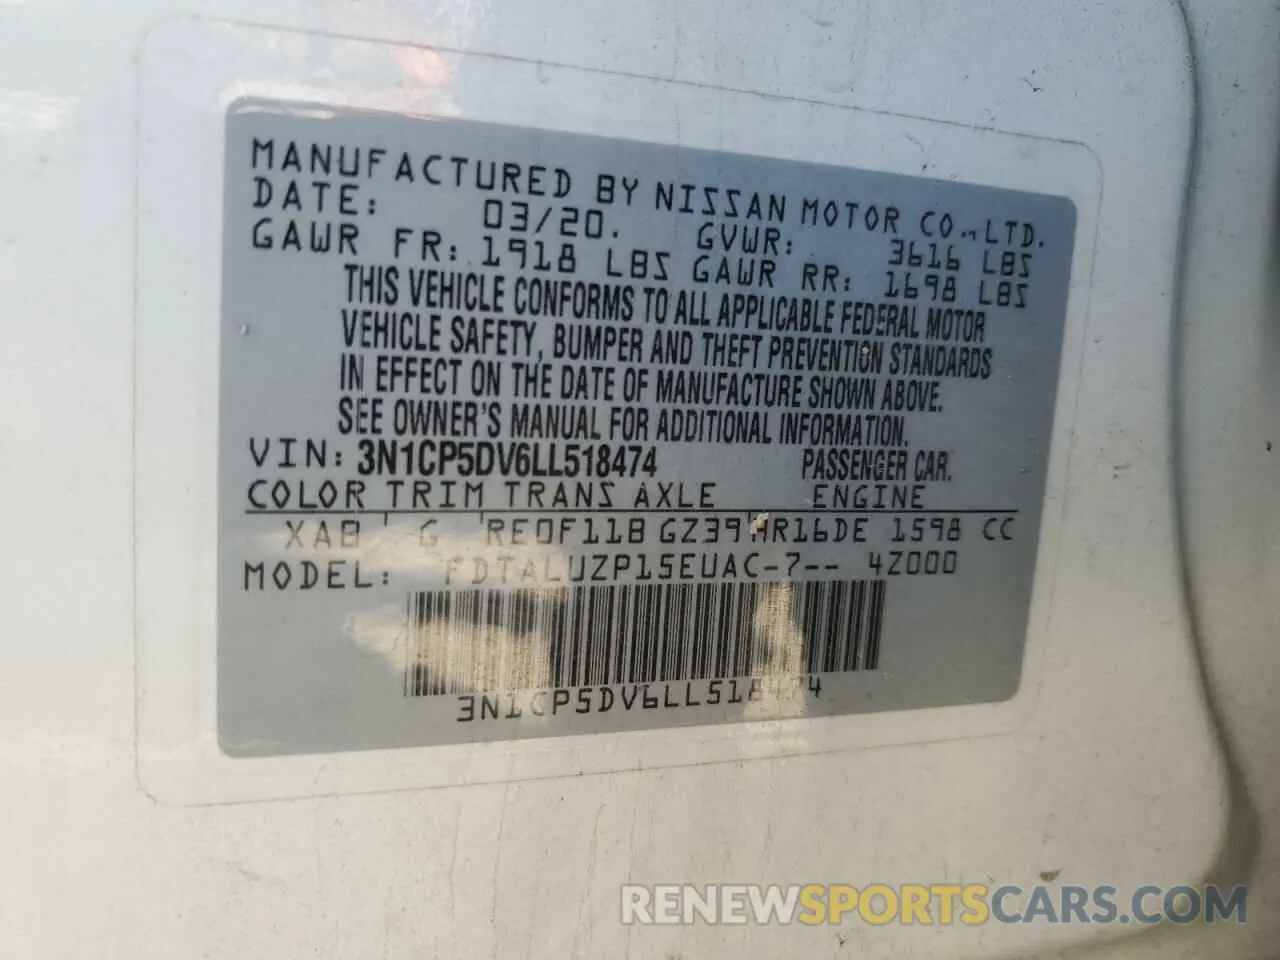 MANUFACTURED BY NISSAN MOTOR CO.,LTD.
DATE: 03/20. GVWR: 3616 LBS
GAWR FR: 1918 LBS GAWR RR: 1698 LBS
THIS VEHICLE CONFORMS TO ALL APPLICABLE FEDERAL MOTOR
VEHICLE SAFETY, BUMPER AND THEFT PREVENTION STANDARDS
IN EFFECT ON THE DATE OF MANUFACTURE SHOWN ABOVE.
SEE OWNER'S MANUAL FOR ADDITIONAL INFORMATION.
VIN: 3N1CP5DV6LL518474 PASSENGER CAR.
COLOR TRIM TRANS AXLE ENGINE
XAB G RE0F11B GZ39 HR16DE 1598 CC
MODEL: FDTALUZP15EUAC-7-- 4Z000
3N1CP5DV6LL518474
RENEWSPORTSCARS.COM